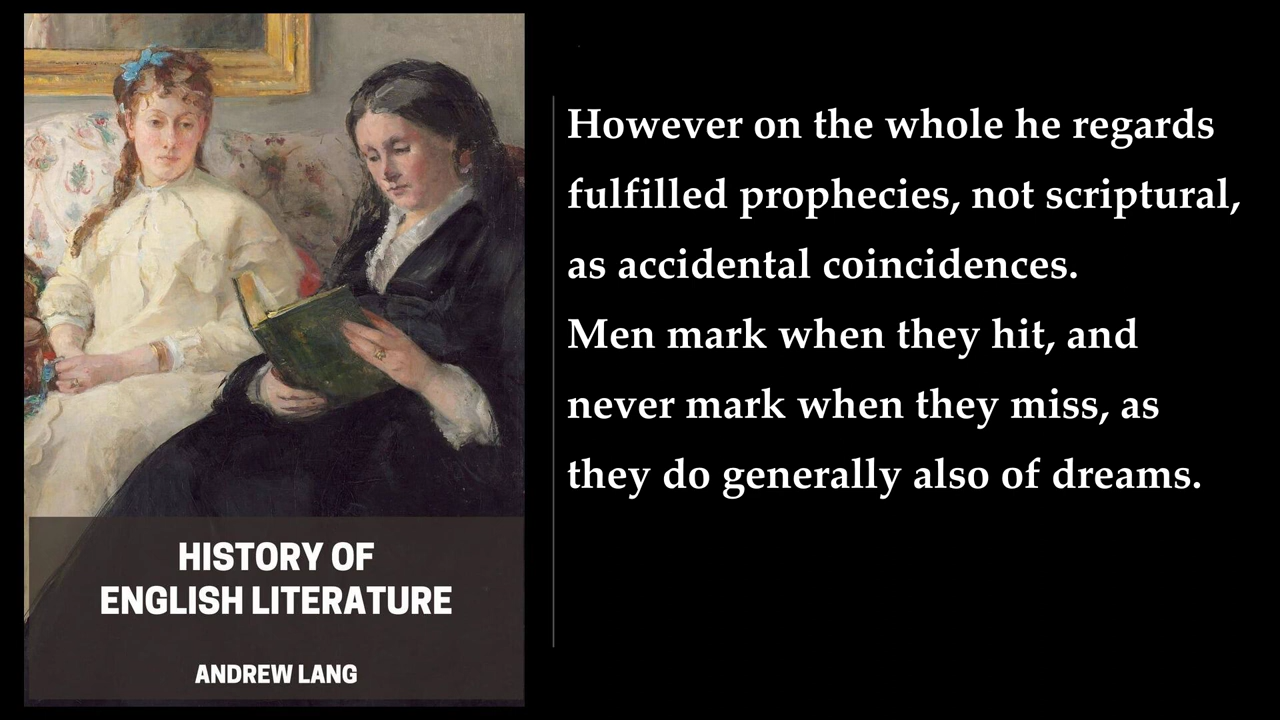 HISTORY OF
ENGLISH LITERATURE
ANDREW LANG
However on the whole he regards
fulfilled prophecies, not scriptural,
as accidental coincidences.
Men mark when they hit, and
never mark when they miss, as
they do generally also of dreams.